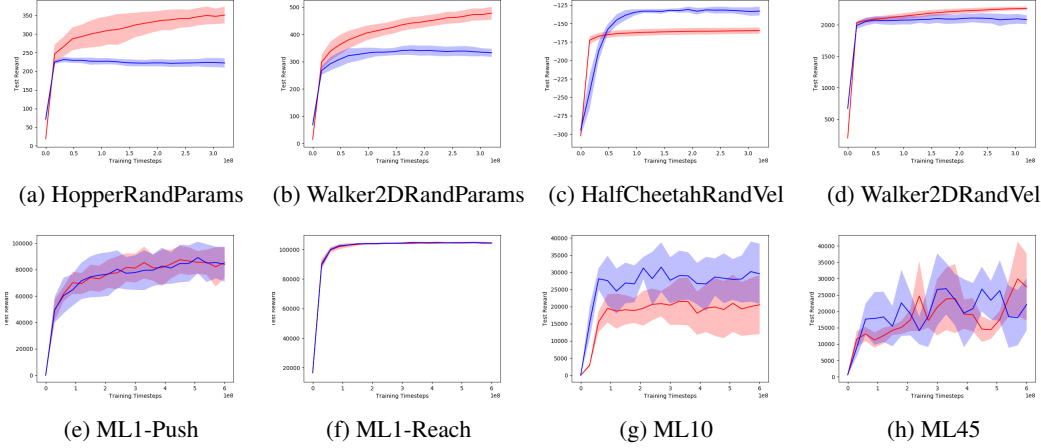 350
300
250
200
150
100
50
0
Test Reward
0.0 0.5 1.0 1.5 2.0 2.5 3.0
1e8
Training Timesteps
(a) HopperRandParams
500
400
300
200
100
0
Test Reward
0.0 0.5 1.0 1.5 2.0 2.5 3.0
1e8
Training Timesteps
(b) Walker2DRandParams
−125
−150
−175
−200
−225
−250
−275
−300
Test Reward
0.0 0.5 1.0 1.5 2.0 2.5 3.0
1e8
Training Timesteps
(c) HalfCheetahRandVel
2000
1500
1000
500
Test Reward
0.0 0.5 1.0 1.5 2.0 2.5 3.0
1e8
Training Timesteps
(d) Walker2DRandVel
100000
80000
60000
40000
20000
0
Test Reward
0 1 2 3 4 5 6
1e8
Training Timesteps
(e) ML1-Push
100000
80000
60000
40000
20000
Test Reward
0 1 2 3 4 5 6
1e8
Training Timesteps
(f) ML1-Reach
40000
35000
30000
25000
20000
15000
10000
5000
0
Test Reward
0 1 2 3 4 5 6
1e8
Training Timesteps
(g) ML10
40000
35000
30000
25000
20000
15000
10000
5000
0
Test Reward
0 1 2 3 4 5 6
1e8
Training Timesteps
(h) ML45